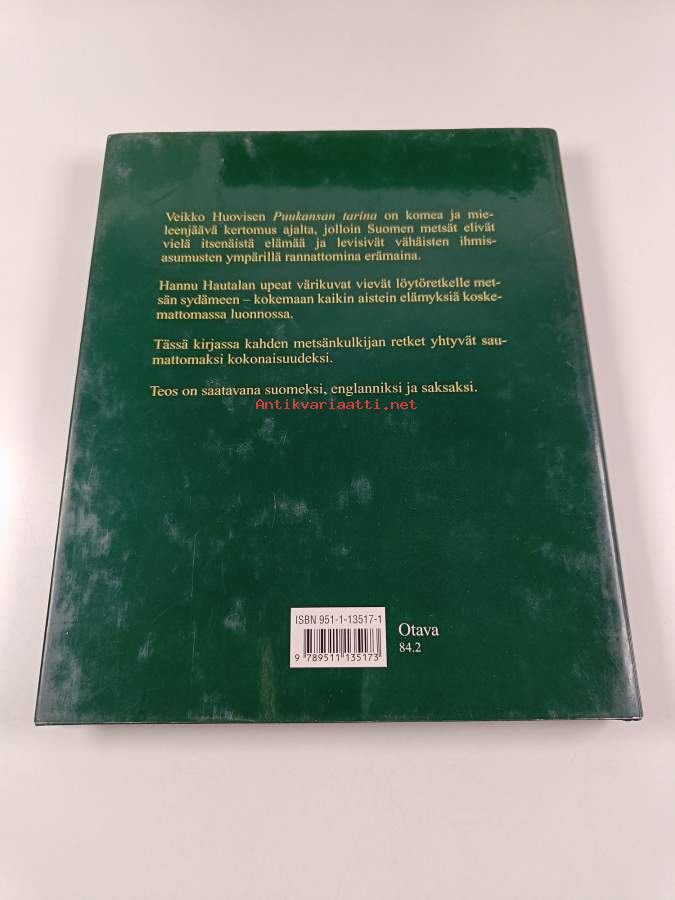 Veikko Huovisen Puukansan tarina on komea ja mie-
leenjäävä kertomus ajalta, jolloin Suomen metsät elivät
vielä itsenäistä elämää ja levisivät vähäisten ihmis-
asumusten ympärillä rannattomina erämaina.
Hannu Hautalan upeat värikuvat vievät löytöretkelle met-
sän sydämeen – kokemaan kaikin aistein elämyksiä koske-
mattomassa luonnossa.
Tässä kirjassa kahden metsänkulkijan retket yhtyvät sau-
mattomaksi kokonaisuudeksi.
Teos on saatavana suomeksi, englanniksi ja saksaksi.
Antikvariaatti.net
ISBN 951-1-13517-1
9 789511 135173
Otava
84.2